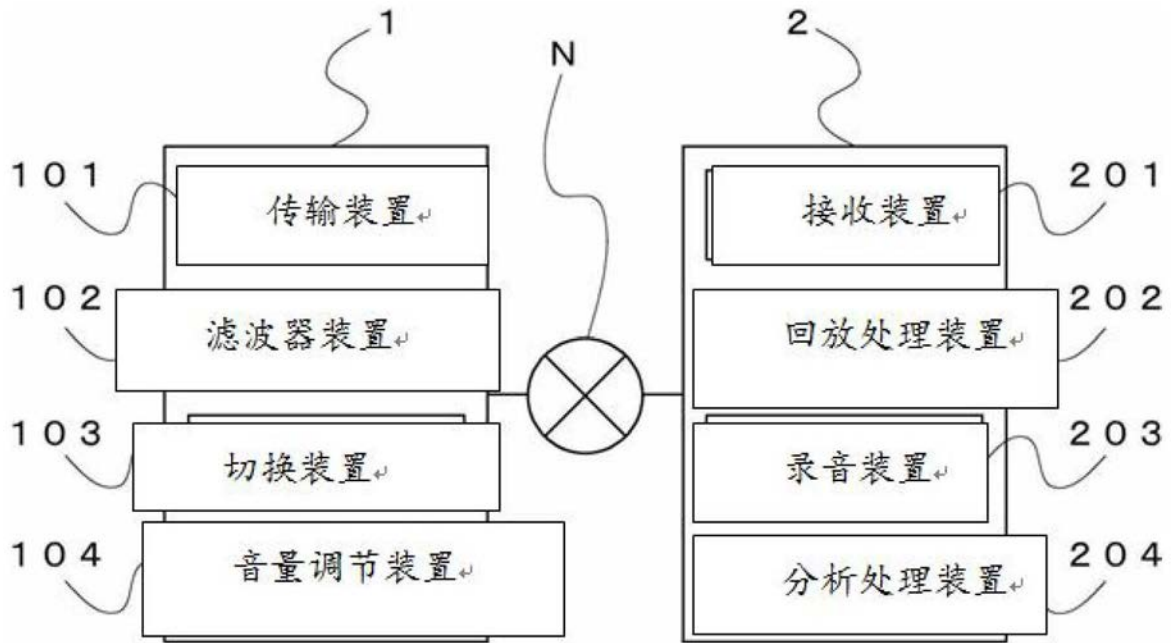 1
N
2
１０１
传输装置
１０２
滤波器装置
１０３
切换装置
１０４
音量调节装置
２０１
接收装置
２０２
回放处理装置
２０３
录音装置
２０４
分析处理装置